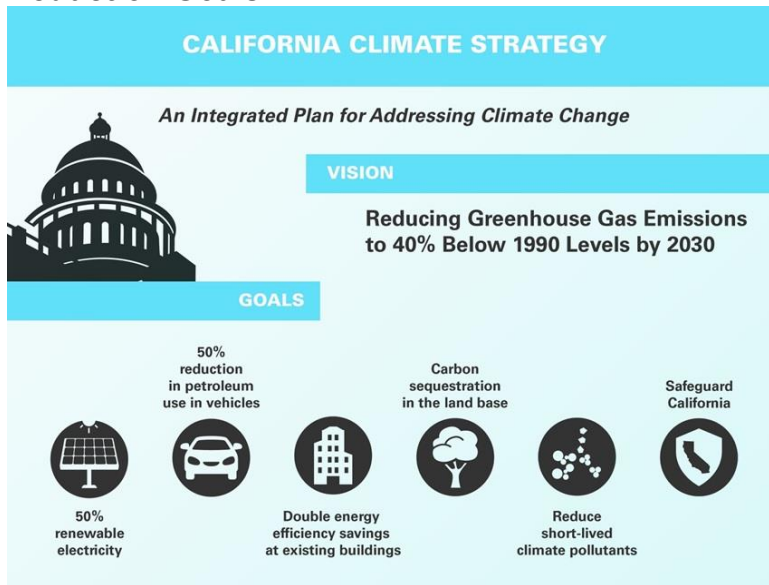 CALIFORNIA CLIMATE STRATEGY
An Integrated Plan for Addressing Climate Change
VISION
Reducing Greenhouse Gas Emissions
to 40% Below 1990 Levels by 2030
GOALS
50%
renewable
electricity
50%
reduction
in petroleum
use in vehicles
Double energy
efficiency savings
at existing buildings
Carbon
sequestration
in the land base
Reduce
short-lived
climate pollutants
Safeguard
California